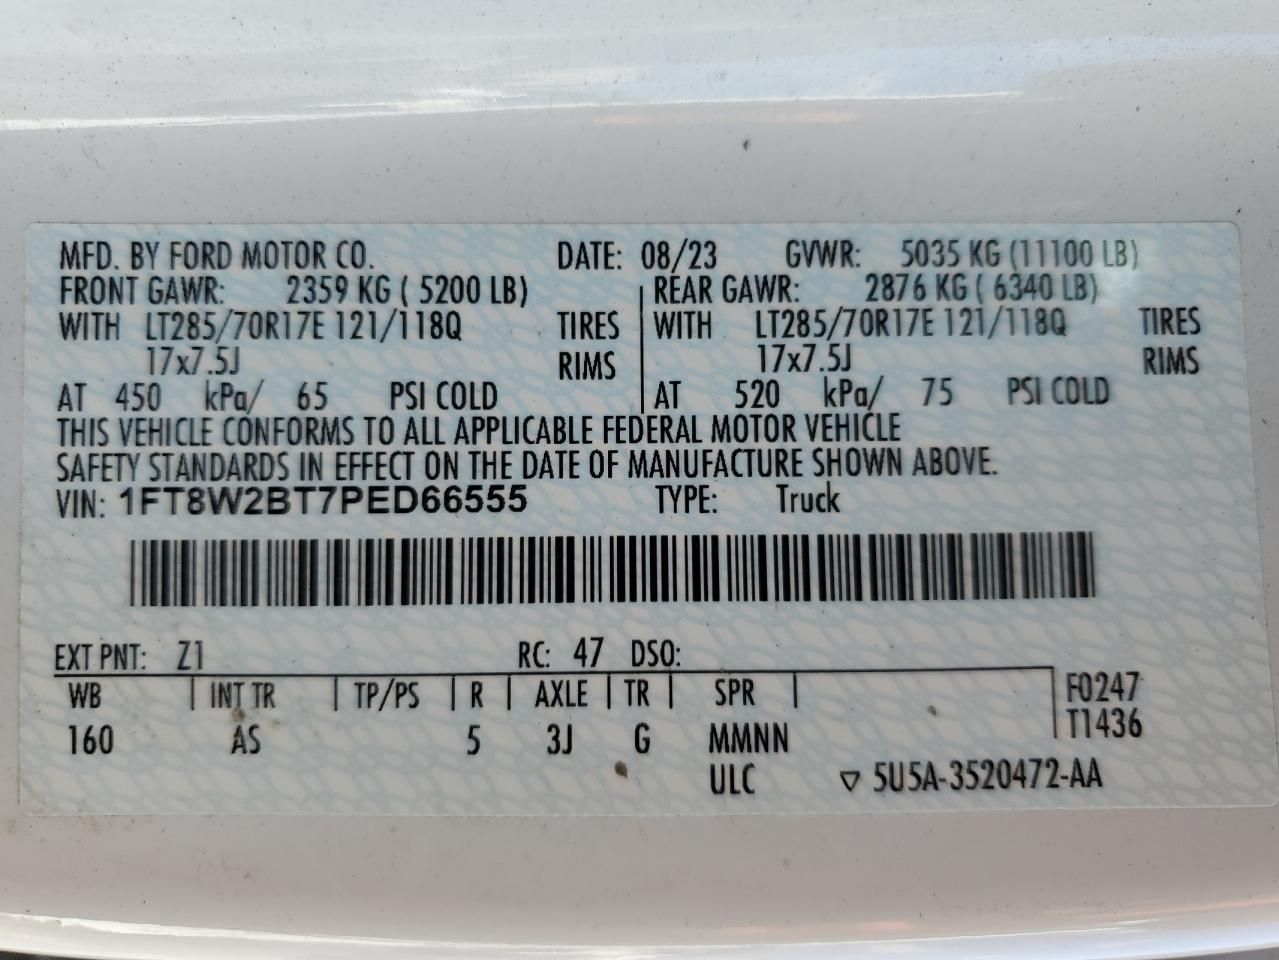 MFD. BY FORD MOTOR CO. DATE: 08/23 GVWR: 5035 KG (11100 LB)
FRONT GAWR: 2359 KG ( 5200 LB) REAR GAWR: 2876 KG ( 6340 LB)
WITH LT285/70R17E 121/118Q TIRES WITH LT285/70R17E 121/118Q TIRES
17x7.5J RIMS 17x7.5J RIMS
AT 450 kPa/ 65 PSI COLD AT 520 kPa/ 75 PSI COLD
THIS VEHICLE CONFORMS TO ALL APPLICABLE FEDERAL MOTOR VEHICLE
SAFETY STANDARDS IN EFFECT ON THE DATE OF MANUFACTURE SHOWN ABOVE.
VIN: 1FT8W2BT7PED66555 TYPE: Truck
EXT PNT: Z1 RC: 47 DSO:
WB INT TR TP/PS R AXLE TR SPR F0247
160 AS 5 3J G MMNN T1436
ULC ▽ 5U5A-3520472-AA